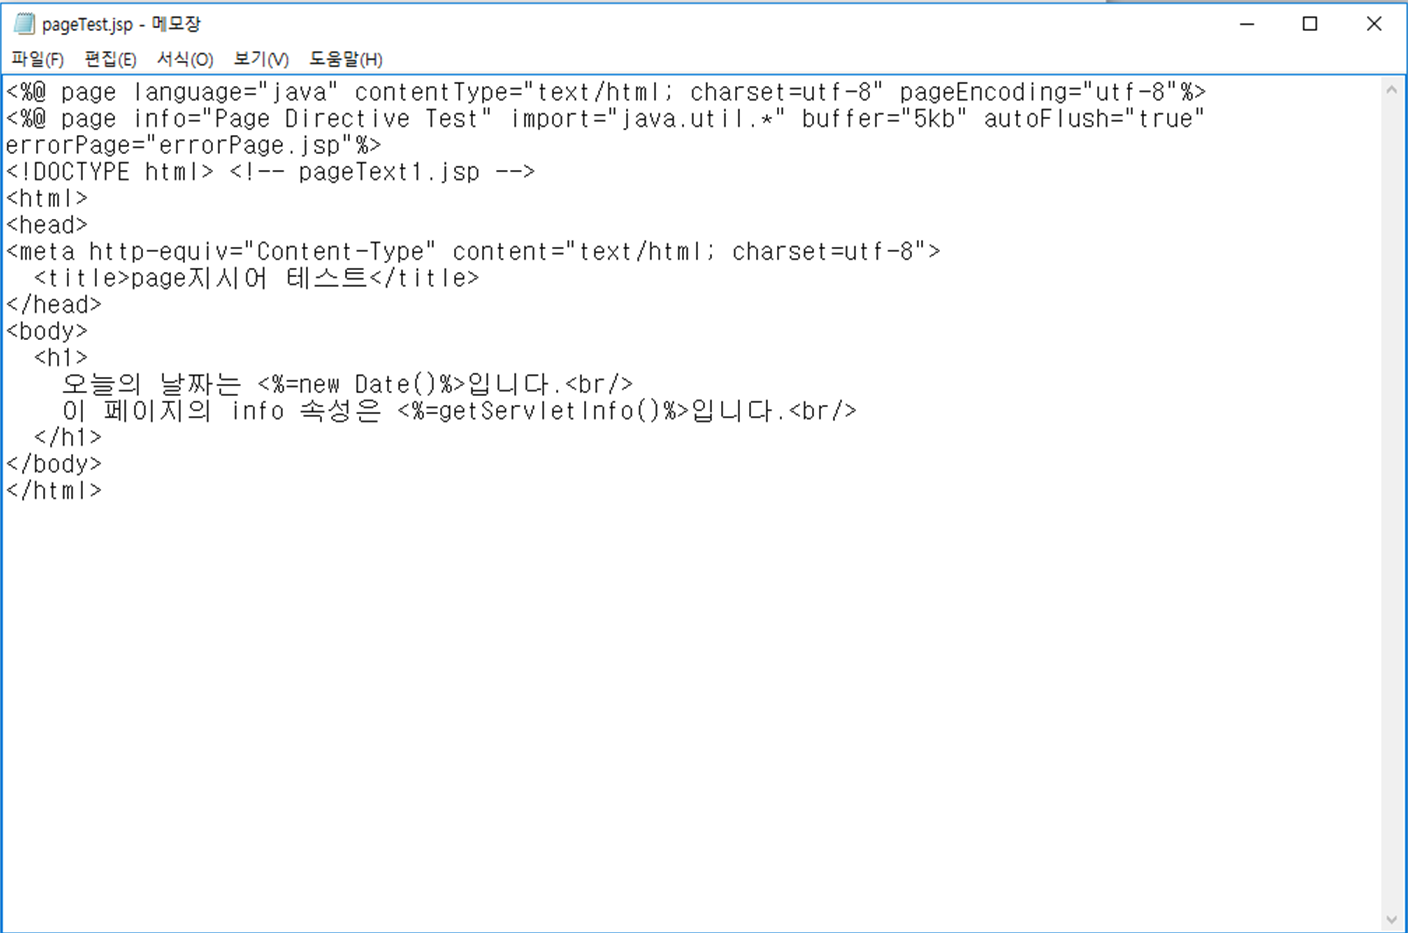 pageTest.jsp - 메모장
파일(F) 편집(E) 서식(O) 보기(V) 도움말(H)
<%@ page language="java" contentType="text/html; charset=utf-8" pageEncoding="utf-8"%>
<%@ page info="Page Directive Test" import="java.util.*" buffer="5kb" autoFlush="true"
errorPage="errorPage.jsp"%>
<!DOCTYPE html> <!-- pageText1.jsp -->
<html>
<head>
<meta http-equiv="Content-Type" content="text/html; charset=utf-8">
  <title>page지시어 테스트</title>
</head>
<body>
  <h1>
    오늘의 날짜는 <%=new Date()%>입니다.<br/>
    이 페이지의 info 속성은 <%=getServletInfo()%>입니다.<br/>
  </h1>
</body>
</html>